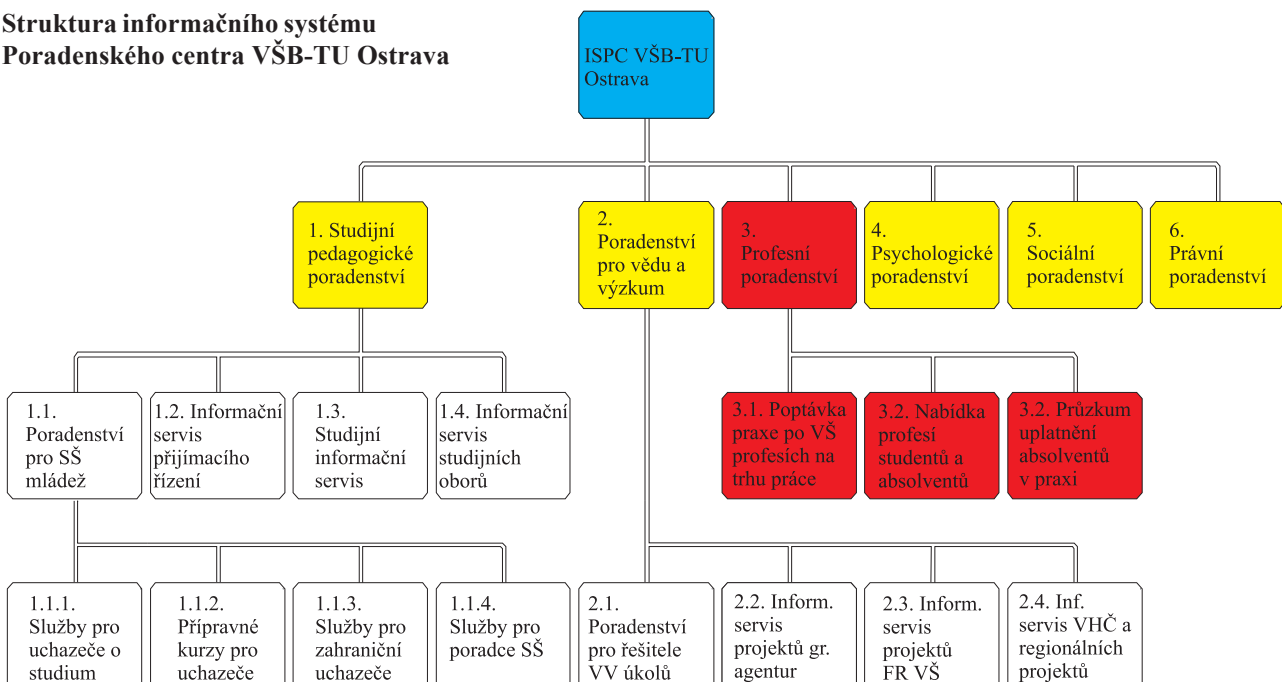 Struktura informačního systému
Poradenského centra VŠB-TU Ostrava
ISPC VŠB-TU
Ostrava
1. Studijní
pedagogické
poradenství
2.
Poradenství
pro vědu a
výzkum
3.
Profesní
poradenství
4.
Psychologické
poradenství
5.
Sociální
poradenství
6.
Právní
poradenství
1.1.
Poradenství
pro SŠ
mládež
1.2. Informační
servis
přijímacího
řízení
1.3.
Studijní
informační
servis
1.4. Informační
servis
studijních
oborů
3.1. Poptávka
praxe po VŠ
profesích na
trhu práce
3.2. Nabídka
profesí
studentů a
absolventů
3.2. Průzkum
uplatnění
absolventů
v praxi
1.1.1.
Služby pro
uchazeče o
studium
1.1.2.
Přípravné
kurzy pro
uchazeče
1.1.3.
Služby pro
zahraniční
uchazeče
1.1.4.
Služby pro
poradce SŠ
2.1.
Poradenství
pro řešitele
VV úkolů
2.2. Inform.
servis
projektů gr.
agentur
2.3. Inform.
servis
projektů
FR VŠ
2.4. Inf.
servis VHČ a
regionálních
projektů